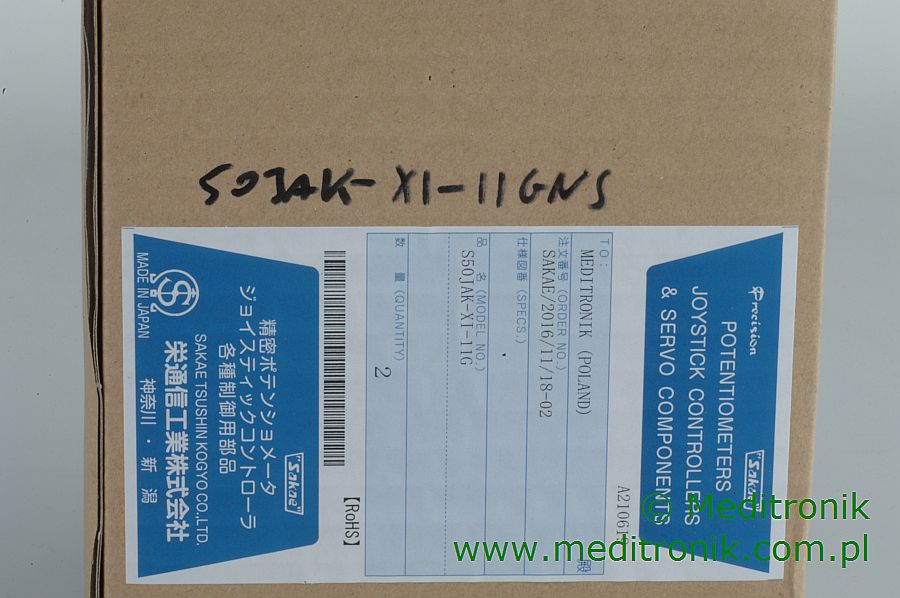 50JAK-XI-11GNS
Precision
POTENTIOMETERS
JOYSTICK CONTROLLERS
& SERVO COMPONENTS
"Sakae"
TO:
MEDITRONIK (POLAND)
殿
注文番号 (ORDER NO.)
SAKAE/2016/11/18-02
仕様図番 (SPECS.)
品 名 (MODEL NO.)
S50JAK-XI-11G
数 量 (QUANTITY)
2
【RoHS】
"Sakae"
精密ポテンショメータ
ジョイスティックコントローラ
各種制御用部品
SAKAE TSUSHIN KOGYO CO.,LTD.
栄通信工業株式会社
神奈川・新潟
MADE IN JAPAN
© Meditronik
www.meditronik.com.pl